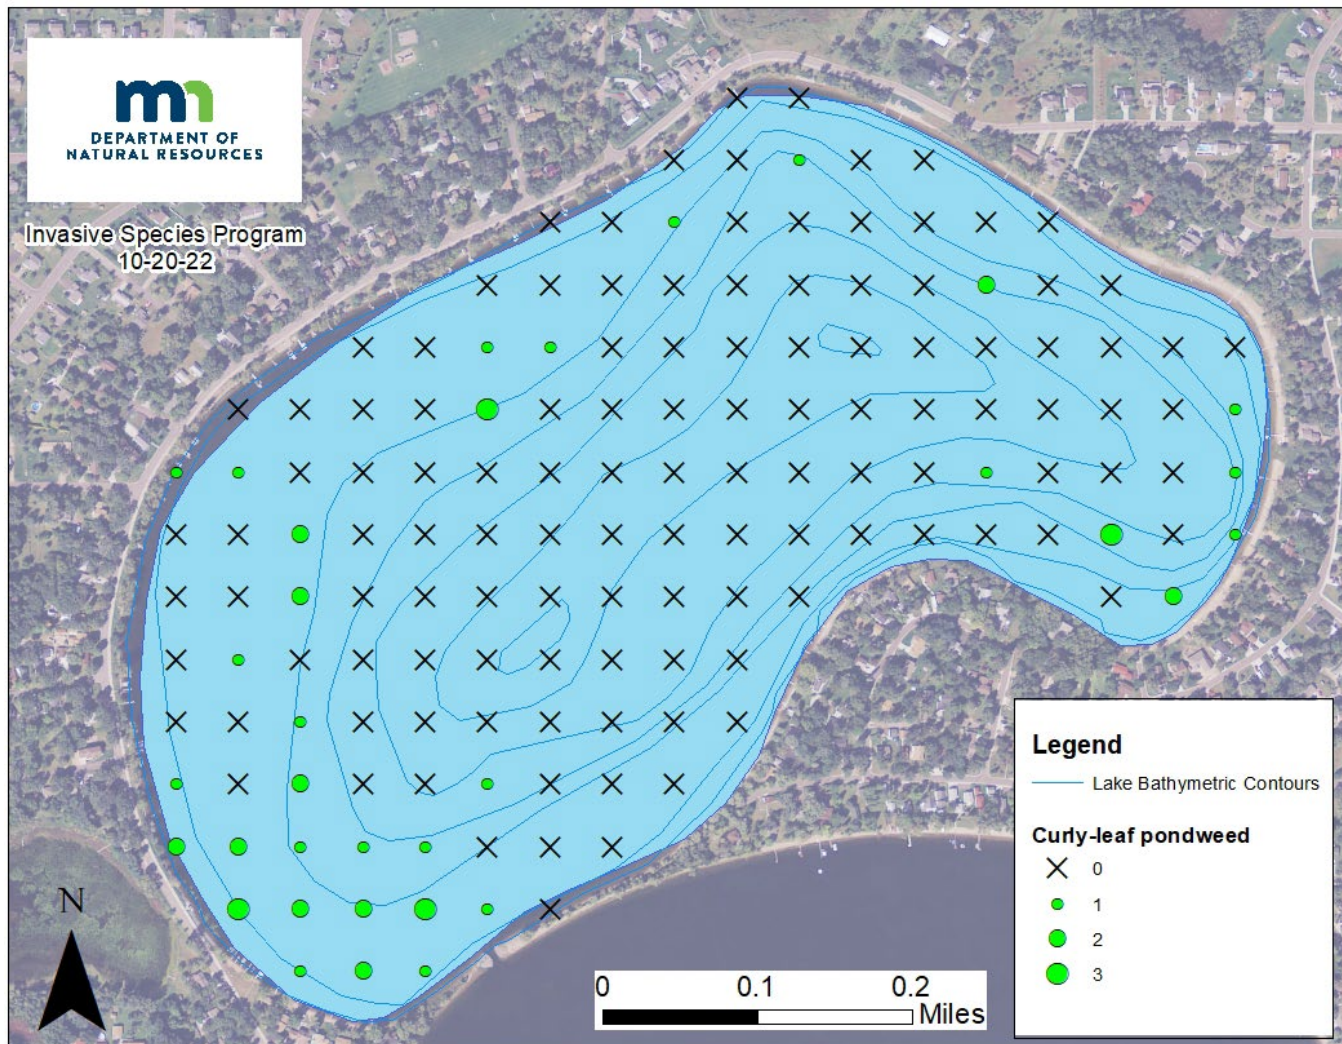 DEPARTMENT OF
NATURAL RESOURCES
Invasive Species Program
10-20-22
N
0 0.1 0.2
Miles
Legend
Lake Bathymetric Contours
Curly-leaf pondweed
0
1
2
3